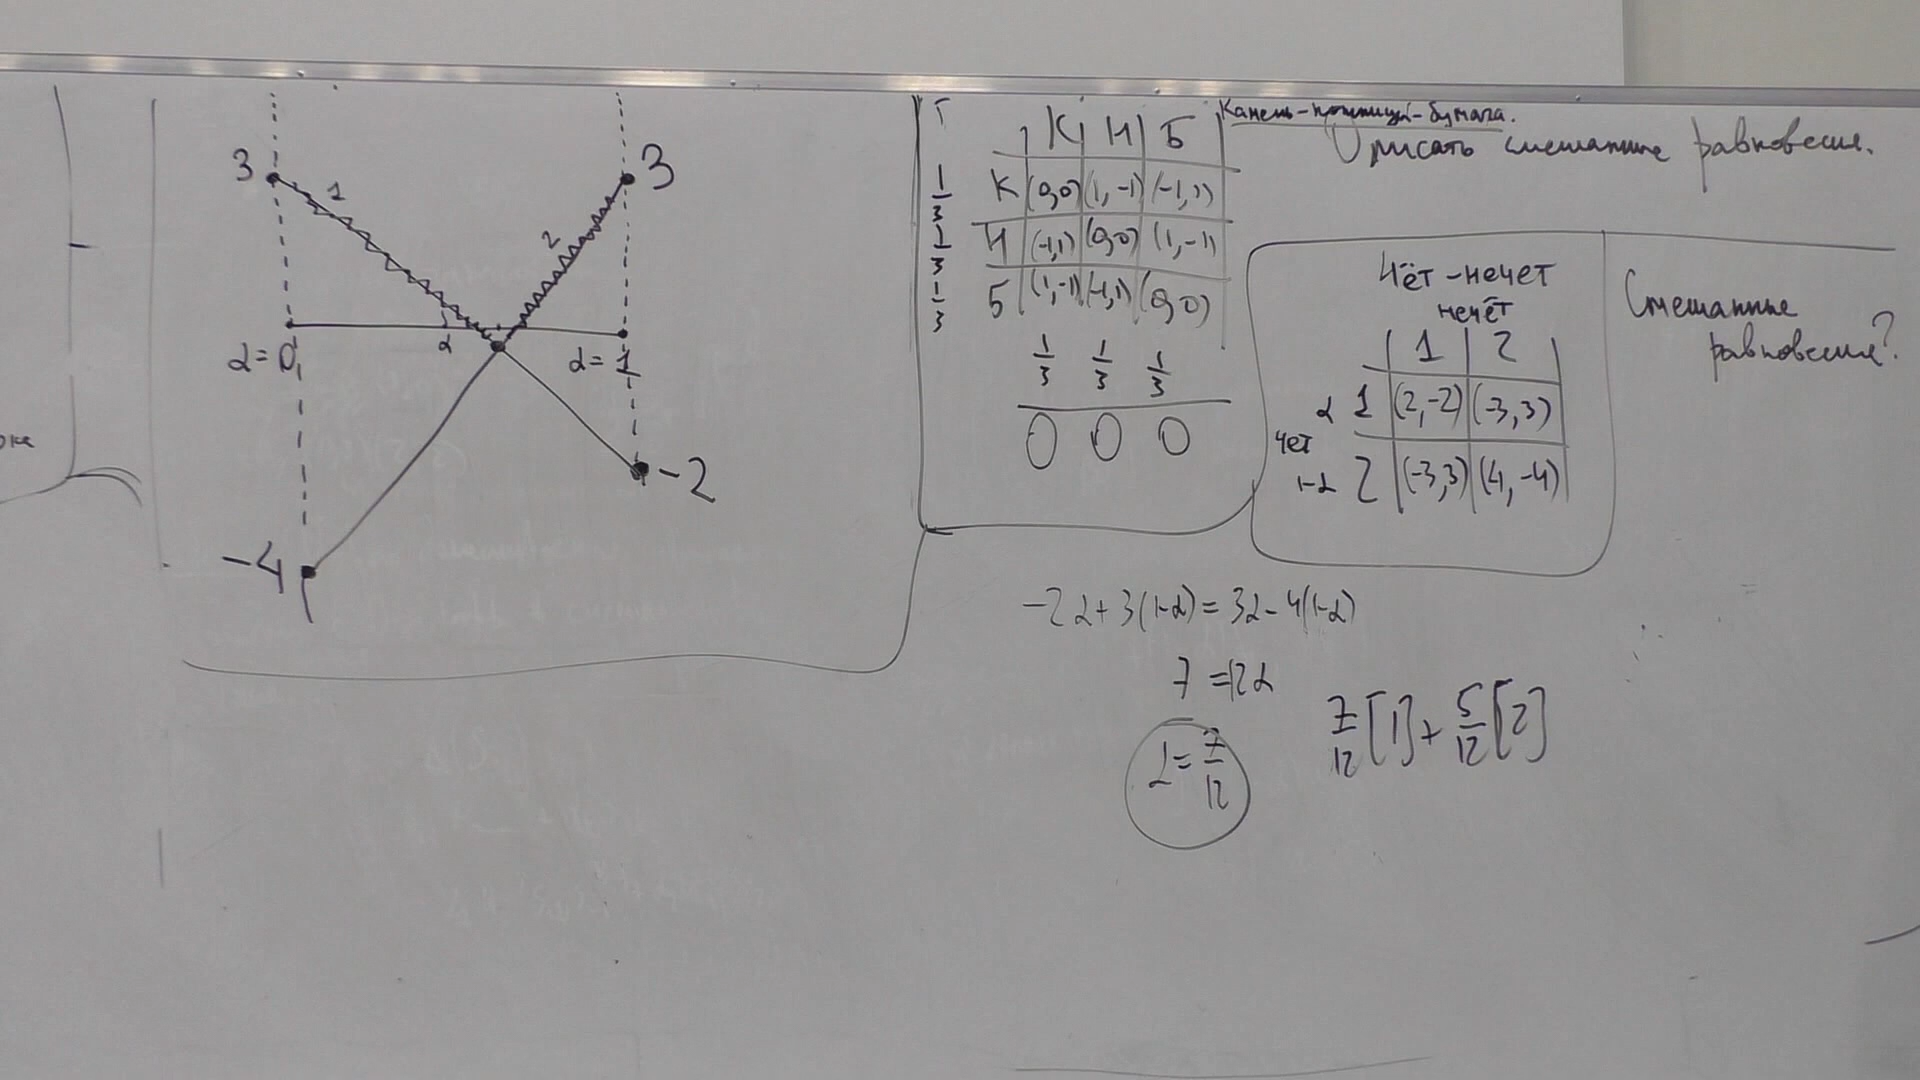 3
1
2
3
α=0
α
α=1
-4
-2
Камень-ножницы-бумага.
Описать смешанные равновесия.
К Н Б
1/3 К (0,0) (1,-1) (-1,1)
1/3 Н (-1,1) (0,0) (1,-1)
1/3 Б (1,-1) (-1,1) (0,0)
1/3 1/3 1/3
0 0 0
Чёт-нечет
нечёт
1 2
α 1 (2,-2) (-3,3)
чет
1-α 2 (-3,3) (4,-4)
Смешанные
равновесия?
-2α+3(1-α)=3α-4(1-α)
7=12α
α=7/12
7/12[1]+5/12[2]